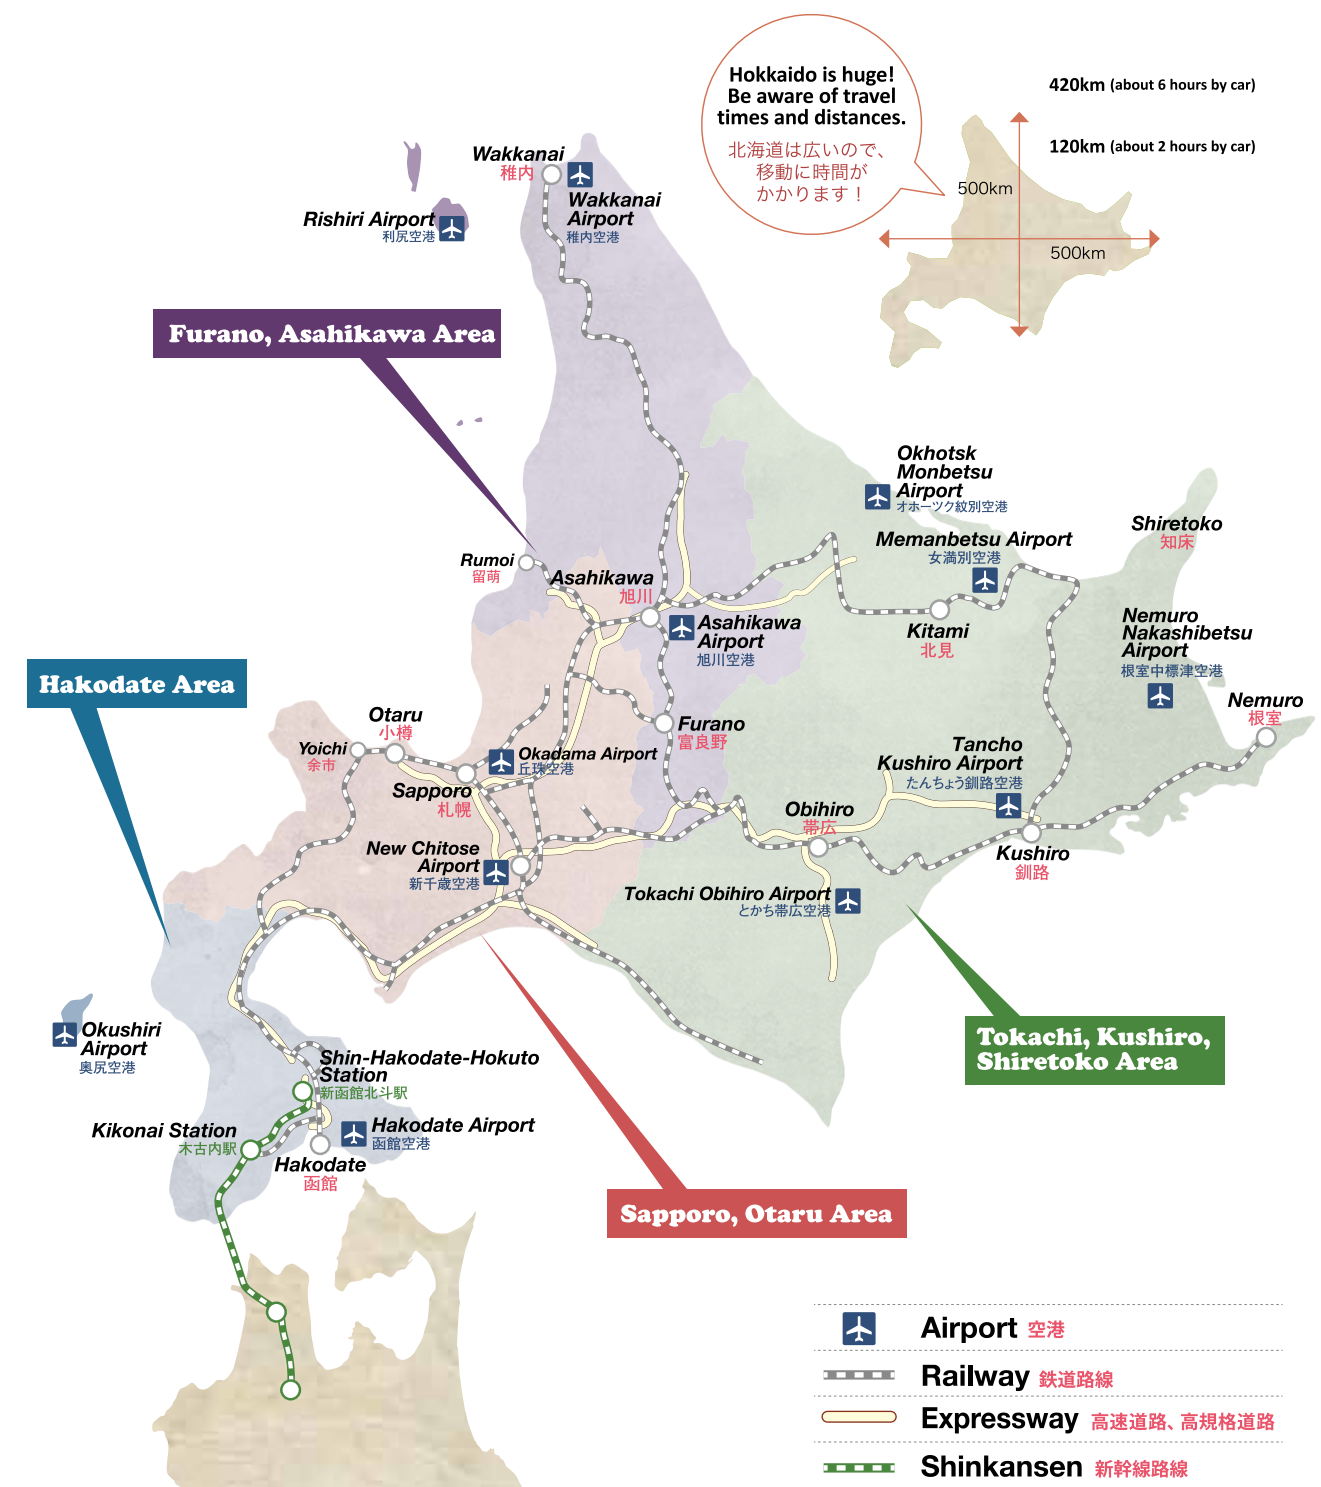 Hokkaido is huge!
Be aware of travel
times and distances.
北海道は広いので、
移動に時間が
かかります！
420km (about 6 hours by car)
120km (about 2 hours by car)
500km
500km
Wakkanai
稚内
Wakkanai
Airport
稚内空港
Rishiri Airport
利尻空港
Furano, Asahikawa Area
Okhotsk
Monbetsu
Airport
オホーツク紋別空港
Memanbetsu Airport
女満別空港
Shiretoko
知床
Rumoi
留萌
Asahikawa
旭川
Asahikawa
Airport
旭川空港
Kitami
北見
Nemuro
Nakashibetsu
Airport
根室中標津空港
Nemuro
根室
Hakodate Area
Otaru
小樽
Yoichi
余市
Furano
富良野
Okadama Airport
丘珠空港
Sapporo
札幌
Tancho
Kushiro Airport
たんちょう釧路空港
Obihiro
帯広
Kushiro
釧路
New Chitose
Airport
新千歳空港
Tokachi Obihiro Airport
とかち帯広空港
Okushiri
Airport
奥尻空港
Tokachi, Kushiro,
Shiretoko Area
Shin-Hakodate-Hokuto
Station
新函館北斗駅
Kikonai Station
木古内駅
Hakodate Airport
函館空港
Hakodate
函館
Sapporo, Otaru Area
Airport 空港
Railway 鉄道路線
Expressway 高速道路、高規格道路
Shinkansen 新幹線路線